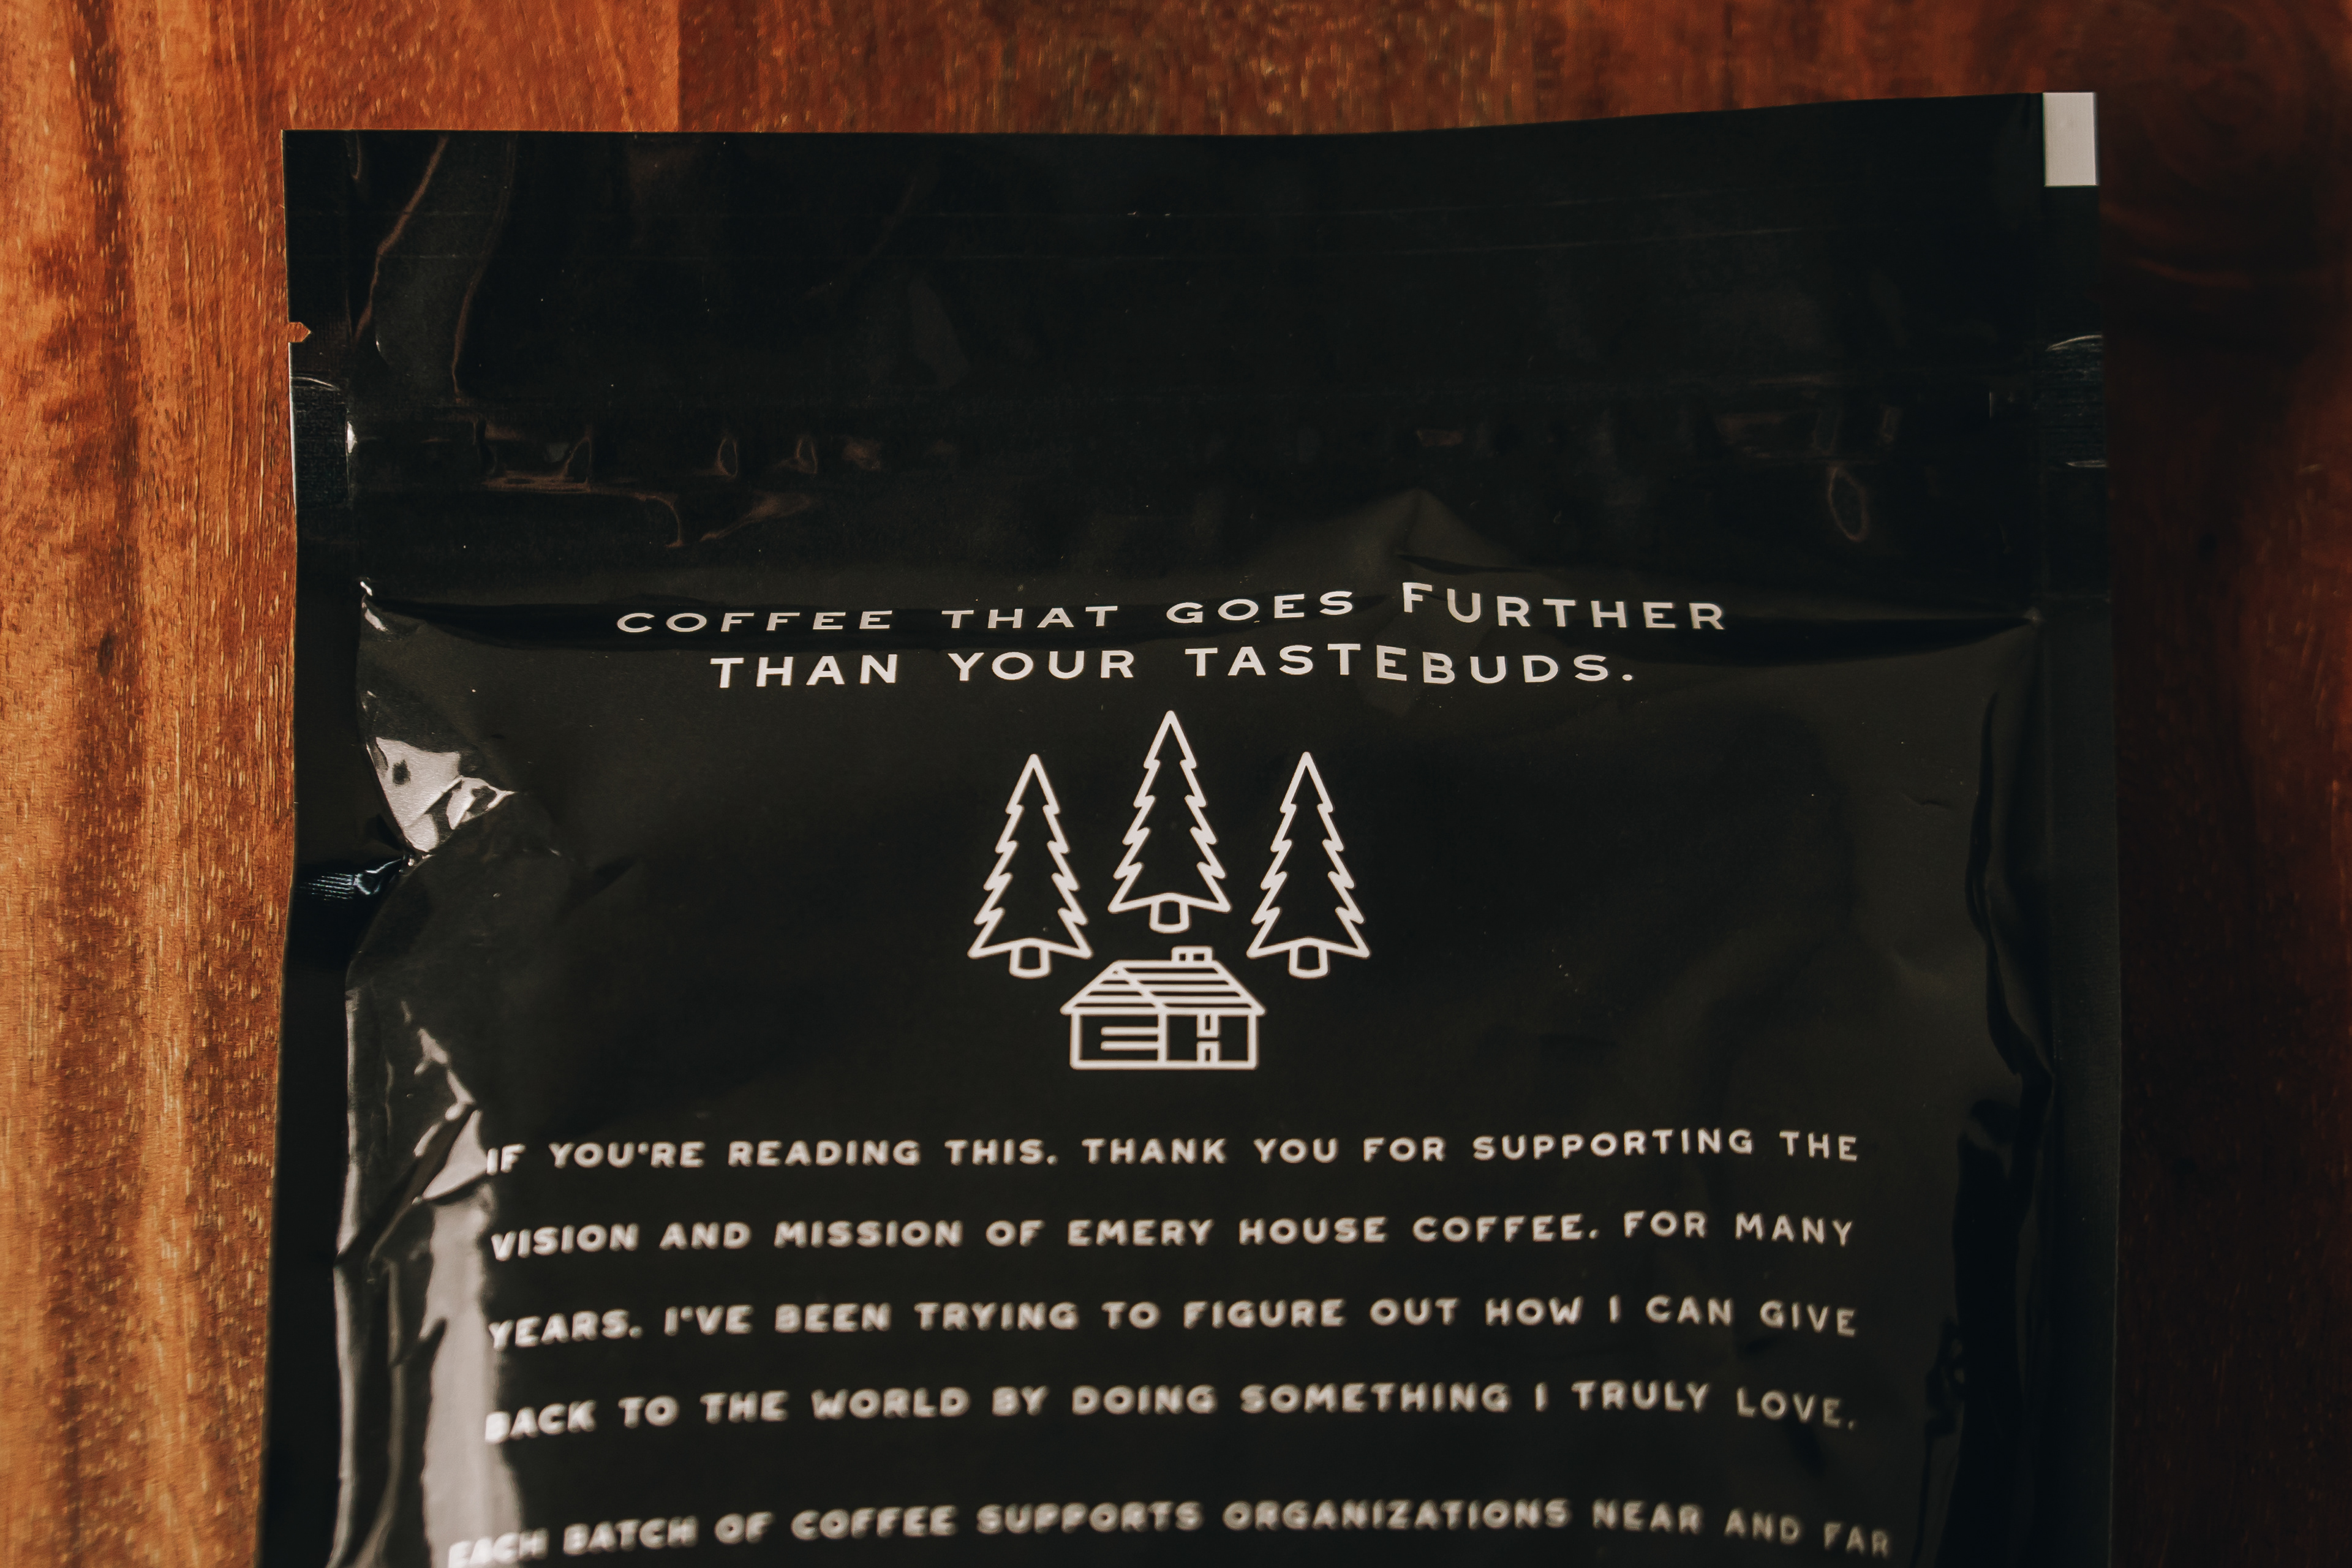 COFFEE THAT GOES FURTHER
THAN YOUR TASTEBUDS.
IF YOU'RE READING THIS. THANK YOU FOR SUPPORTING THE
VISION AND MISSION OF EMERY HOUSE COFFEE. FOR MANY
YEARS. I'VE BEEN TRYING TO FIGURE OUT HOW I CAN GIVE
BACK TO THE WORLD BY DOING SOMETHING I TRULY LOVE.
EACH BATCH OF COFFEE SUPPORTS ORGANIZATIONS NEAR AND FAR